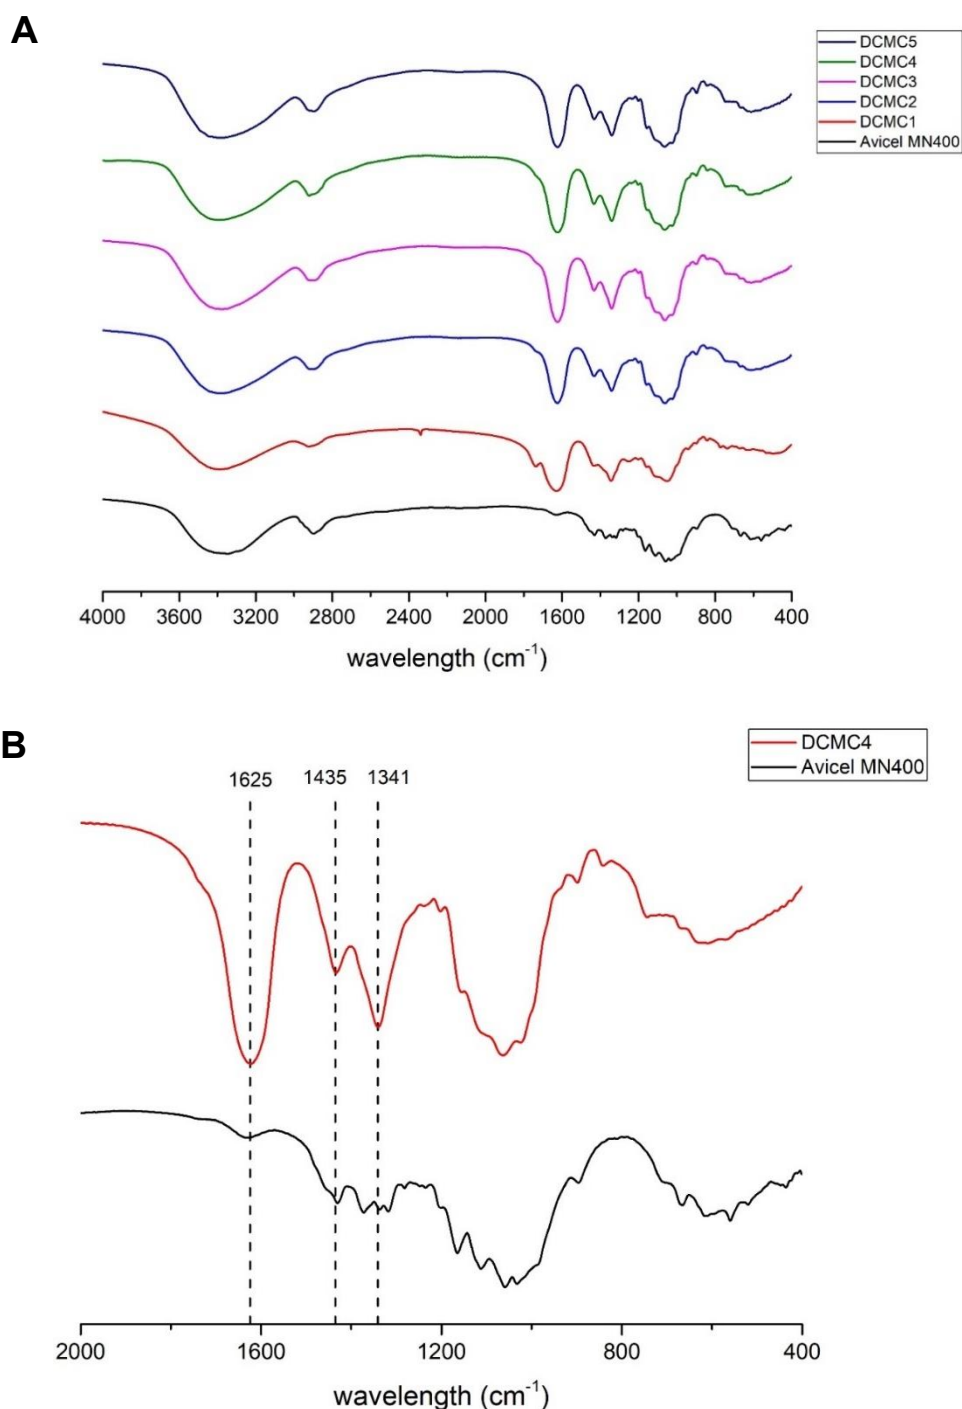 A
DCMC5
DCMC4
DCMC3
DCMC2
DCMC1
Avicel MN400
4000 3600 3200 2800 2400 2000 1600 1200 800 400
wavelength (cm⁻¹)
B
DCMC4
Avicel MN400
1625 1435 1341
2000 1600 1200 800 400
wavelength (cm⁻¹)